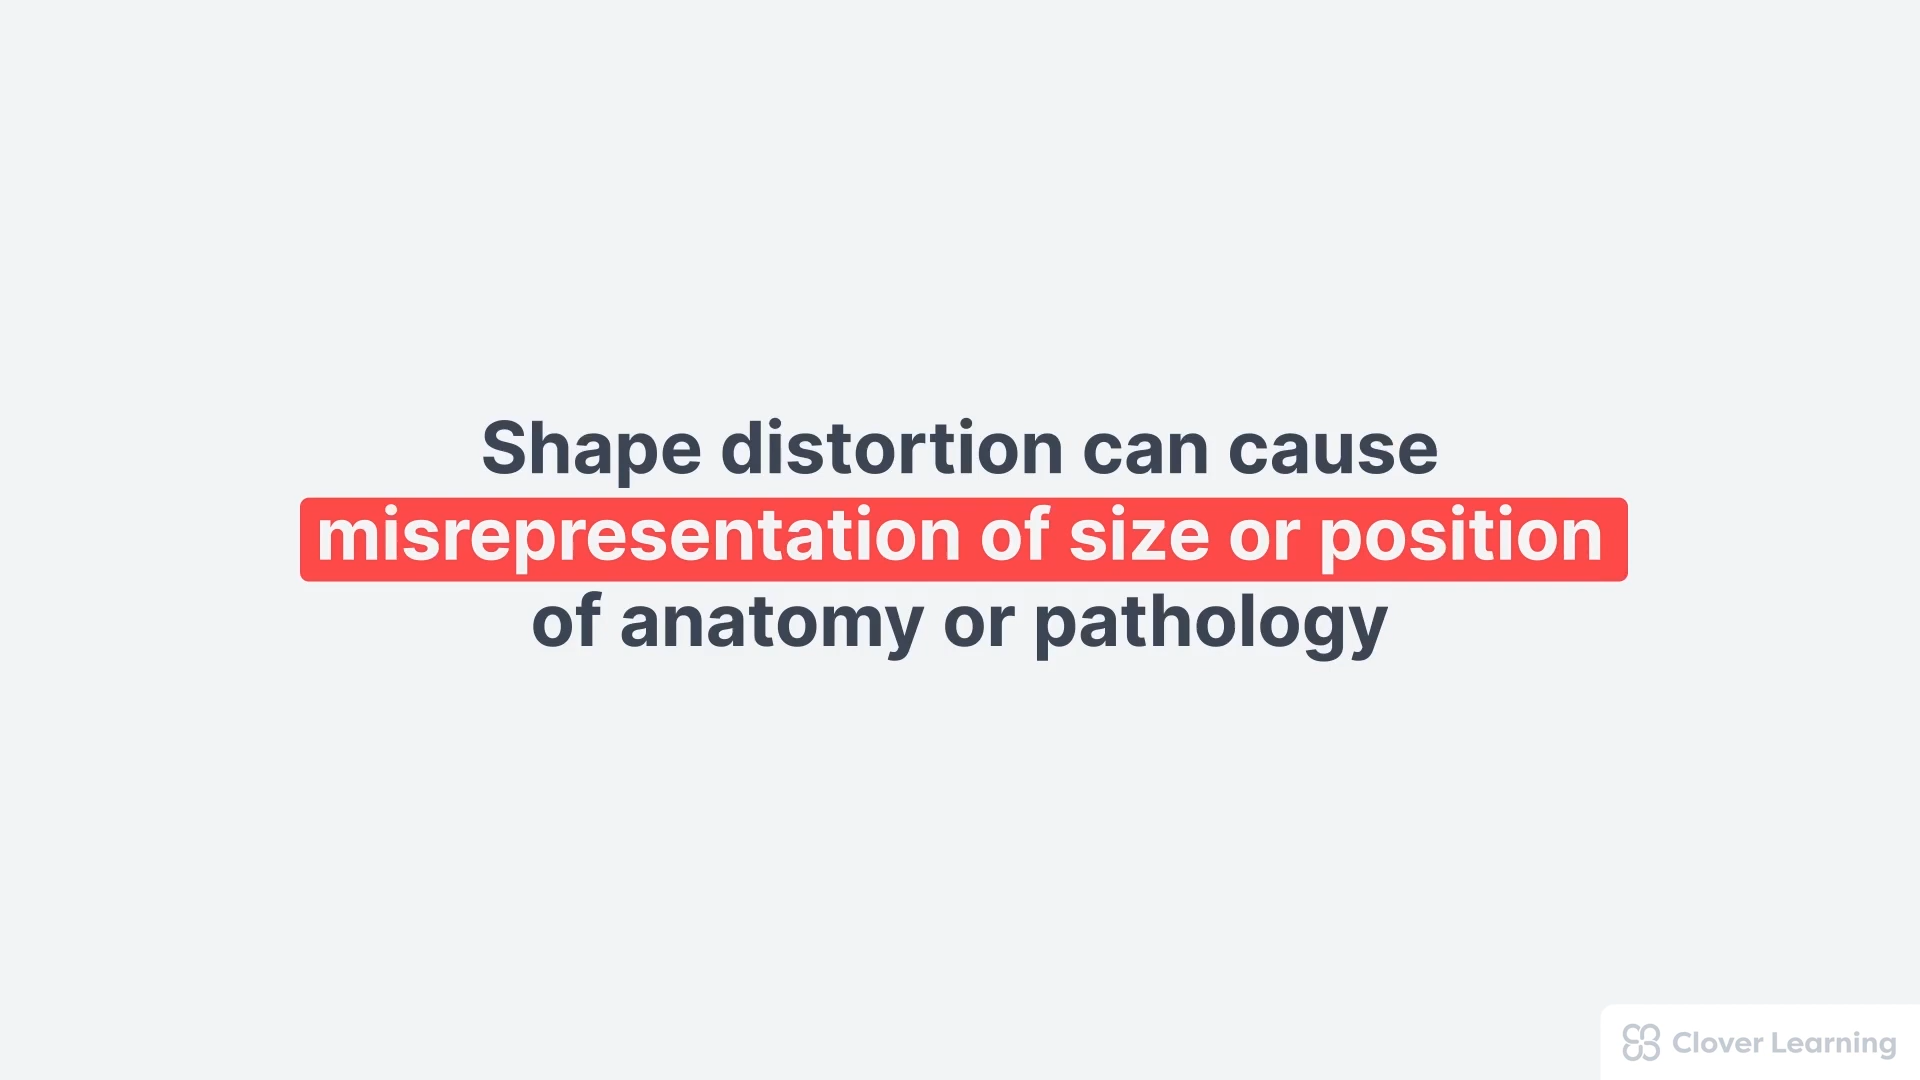 Shape distortion can cause
misrepresentation of size or position
of anatomy or pathology
Clover Learning